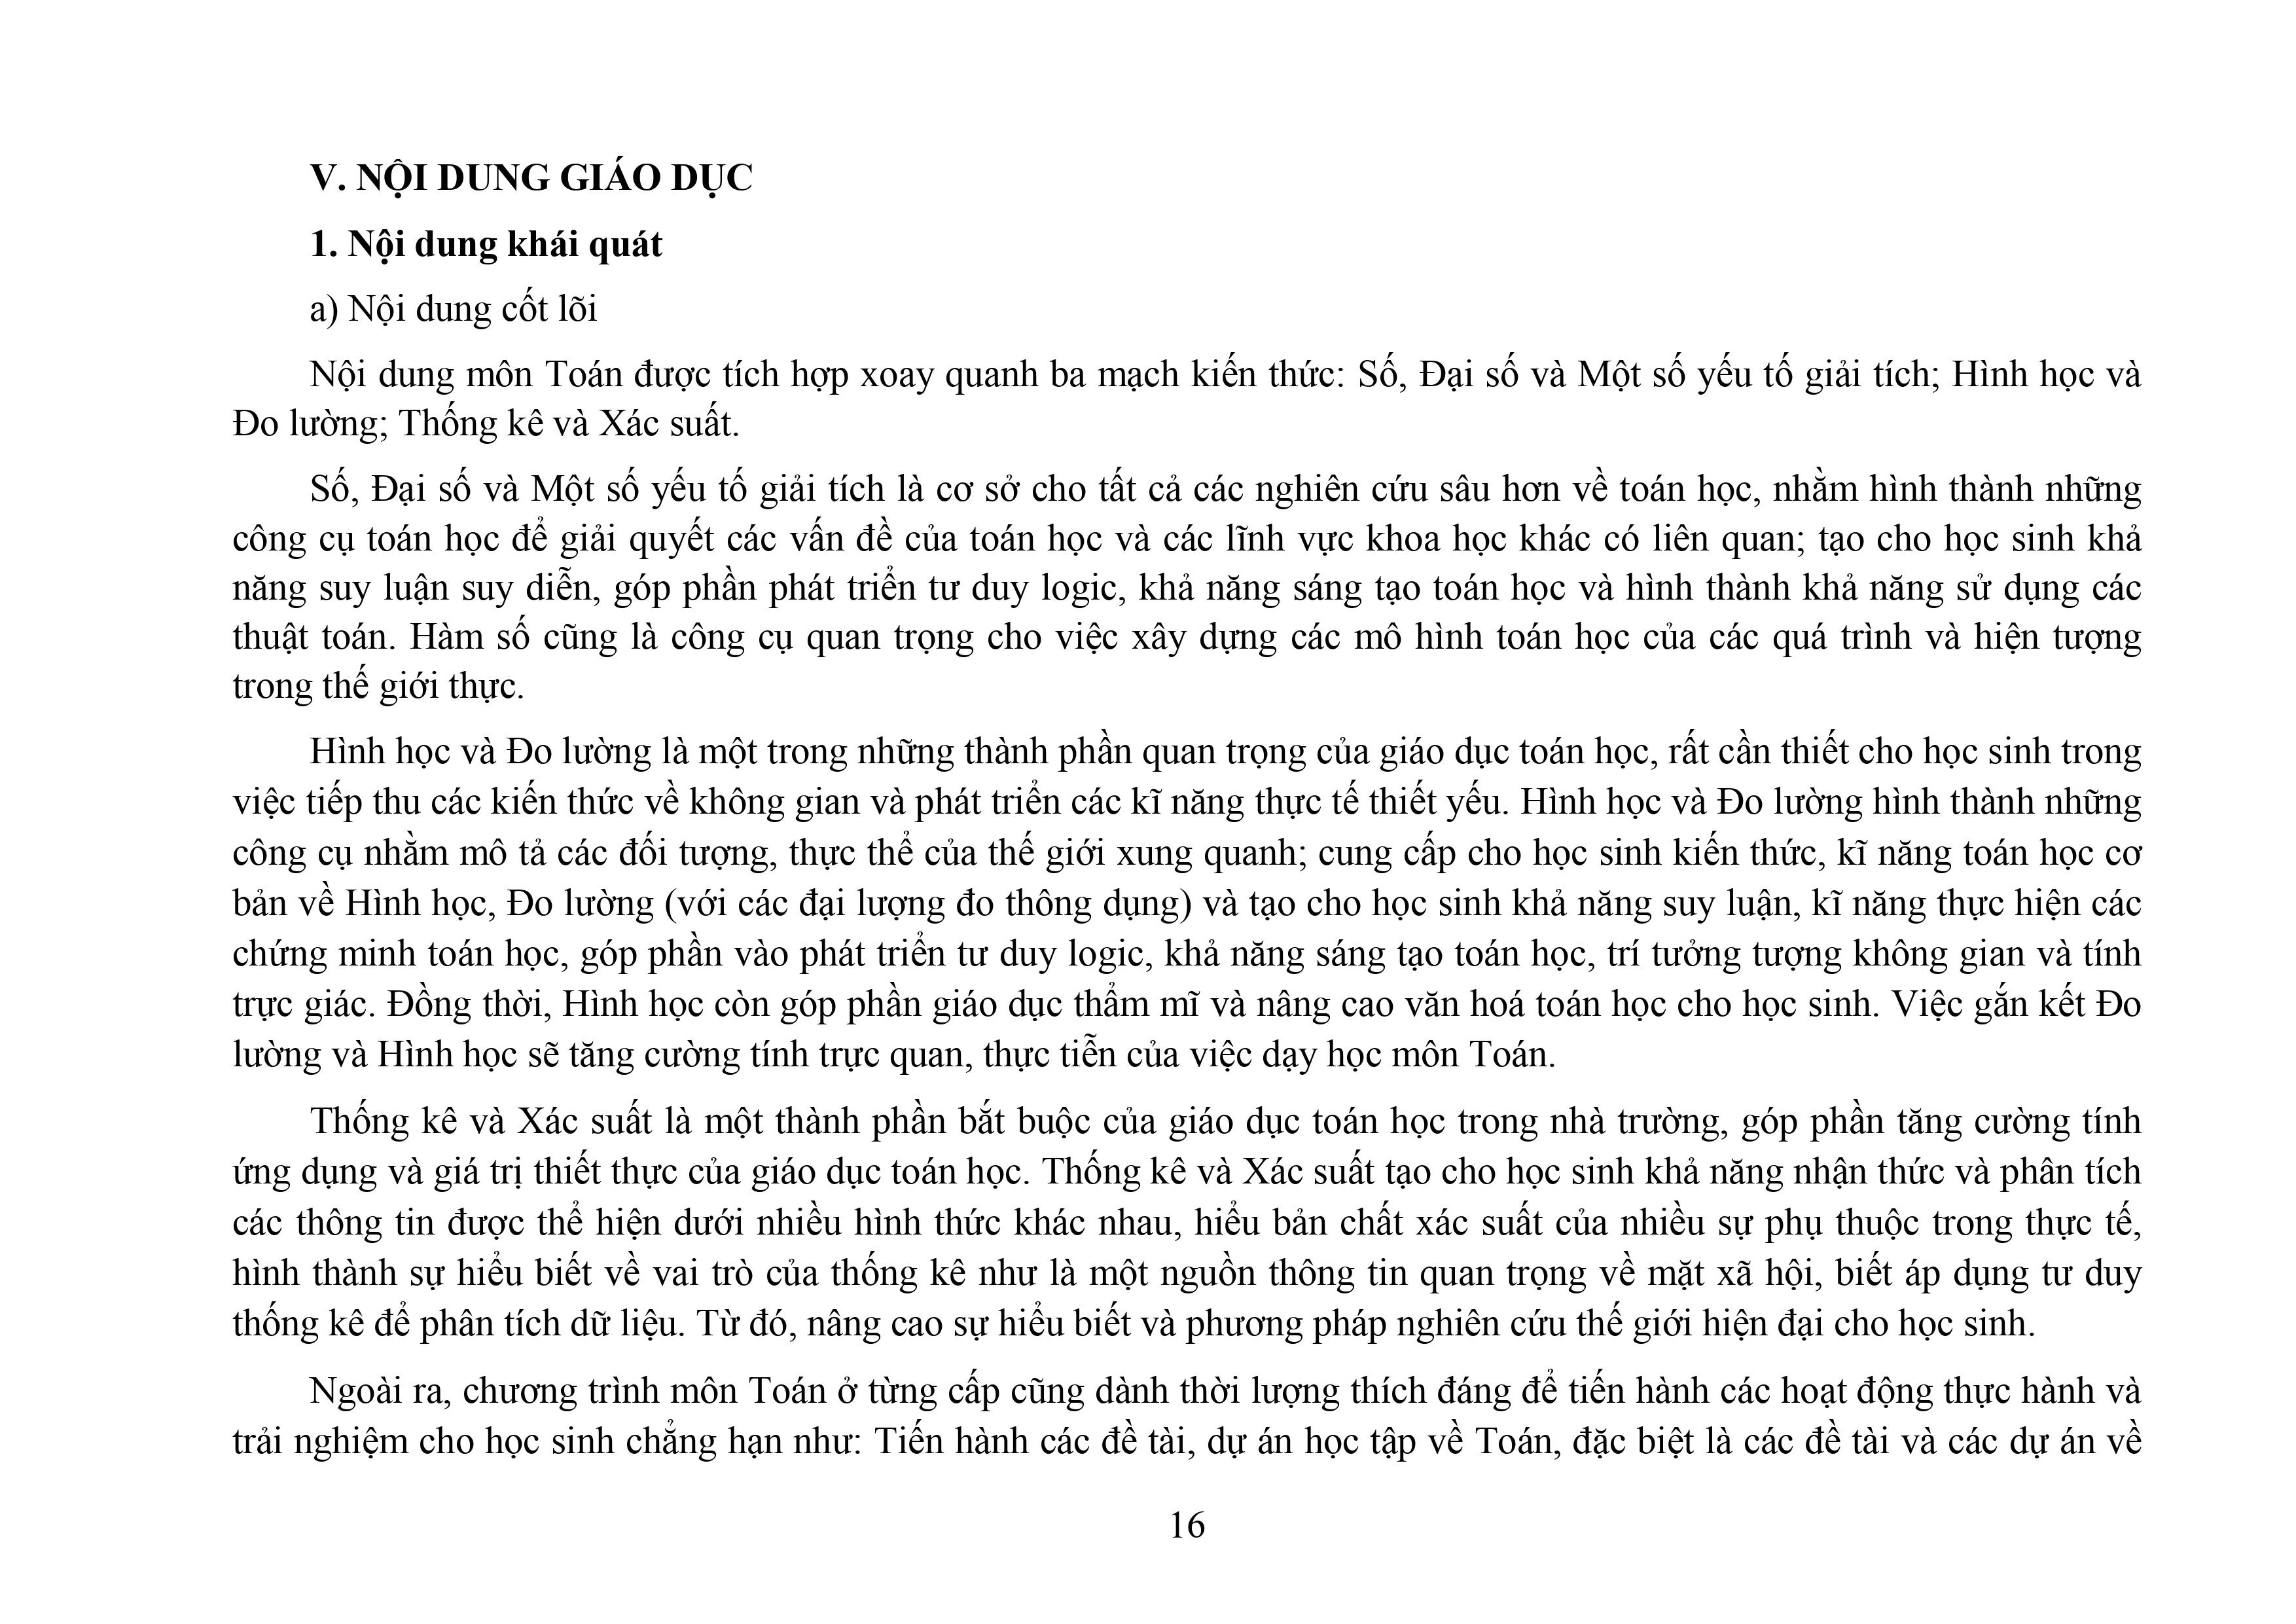 V. NỘI DUNG GIÁO DỤC
1. Nội dung khái quát
a) Nội dung cốt lõi
Nội dung môn Toán được tích hợp xoay quanh ba mạch kiến thức: Số, Đại số và Một số yếu tố giải tích; Hình học và
Đo lường; Thống kê và Xác suất.
Số, Đại số và Một số yếu tố giải tích là cơ sở cho tất cả các nghiên cứu sâu hơn về toán học, nhằm hình thành những
công cụ toán học để giải quyết các vấn đề của toán học và các lĩnh vực khoa học khác có liên quan; tạo cho học sinh khả
năng suy luận suy diễn, góp phần phát triển tư duy logic, khả năng sáng tạo toán học và hình thành khả năng sử dụng các
thuật toán. Hàm số cũng là công cụ quan trọng cho việc xây dựng các mô hình toán học của các quá trình và hiện tượng
trong thế giới thực.
Hình học và Đo lường là một trong những thành phần quan trọng của giáo dục toán học, rất cần thiết cho học sinh trong
việc tiếp thu các kiến thức về không gian và phát triển các kĩ năng thực tế thiết yếu. Hình học và Đo lường hình thành những
công cụ nhằm mô tả các đối tượng, thực thể của thế giới xung quanh; cung cấp cho học sinh kiến thức, kĩ năng toán học cơ
bản về Hình học, Đo lường (với các đại lượng đo thông dụng) và tạo cho học sinh khả năng suy luận, kĩ năng thực hiện các
chứng minh toán học, góp phần vào phát triển tư duy logic, khả năng sáng tạo toán học, trí tưởng tượng không gian và tính
trực giác. Đồng thời, Hình học còn góp phần giáo dục thẩm mĩ và nâng cao văn hoá toán học cho học sinh. Việc gắn kết Đo
lường và Hình học sẽ tăng cường tính trực quan, thực tiễn của việc dạy học môn Toán.
Thống kê và Xác suất là một thành phần bắt buộc của giáo dục toán học trong nhà trường, góp phần tăng cường tính
ứng dụng và giá trị thiết thực của giáo dục toán học. Thống kê và Xác suất tạo cho học sinh khả năng nhận thức và phân tích
các thông tin được thể hiện dưới nhiều hình thức khác nhau, hiểu bản chất xác suất của nhiều sự phụ thuộc trong thực tế,
hình thành sự hiểu biết về vai trò của thống kê như là một nguồn thông tin quan trọng về mặt xã hội, biết áp dụng tư duy
thống kê để phân tích dữ liệu. Từ đó, nâng cao sự hiểu biết và phương pháp nghiên cứu thế giới hiện đại cho học sinh.
Ngoài ra, chương trình môn Toán ở từng cấp cũng dành thời lượng thích đáng để tiến hành các hoạt động thực hành và
trải nghiệm cho học sinh chẳng hạn như: Tiến hành các đề tài, dự án học tập về Toán, đặc biệt là các đề tài và các dự án về
16